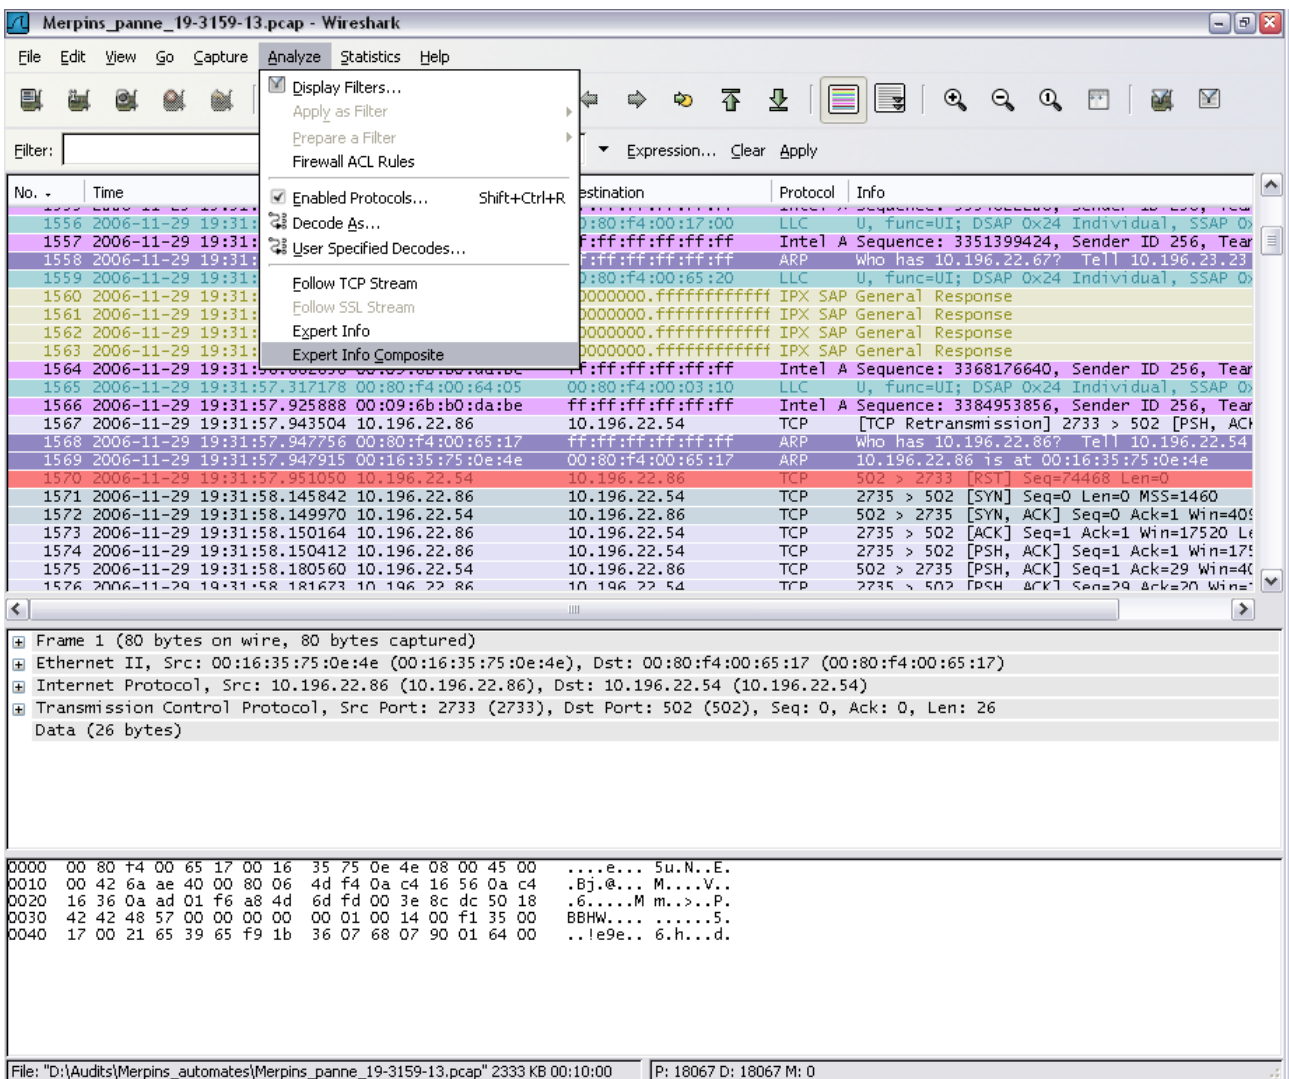 Merpins_panne_19-3159-13.pcap - Wireshark
File Edit View Go Capture Analyze Statistics Help
Display Filters...
Apply as Filter
Prepare a Filter
Firewall ACL Rules
Enabled Protocols... Shift+Ctrl+R
Decode As...
User Specified Decodes...
Follow TCP Stream
Follow SSL Stream
Expert Info
Expert Info Composite
Filter: Expression... Clear Apply
No. Time estination Protocol Info
1556 2006-11-29 19:31: 0:80:f4:00:17:00 LLC U, func=UI; DSAP 0x24 Individual, SSAP 0x
1557 2006-11-29 19:31: f:ff:ff:ff:ff:ff Intel A Sequence: 3351399424, Sender ID 256, Tear
1558 2006-11-29 19:31: f:ff:ff:ff:ff:ff ARP Who has 10.196.22.67? Tell 10.196.23.23
1559 2006-11-29 19:31: 0:80:f4:00:65:20 LLC U, func=UI; DSAP 0x24 Individual, SSAP 0x
1560 2006-11-29 19:31: 0000000.ffffffffffff IPX SAP General Response
1561 2006-11-29 19:31: 0000000.ffffffffffff IPX SAP General Response
1562 2006-11-29 19:31: 0000000.ffffffffffff IPX SAP General Response
1563 2006-11-29 19:31: 0000000.ffffffffffff IPX SAP General Response
1564 2006-11-29 19:31: ff:ff:ff:ff:ff:ff Intel A Sequence: 3368176640, Sender ID 256, Tear
1565 2006-11-29 19:31:57.317178 00:80:f4:00:64:05 00:80:f4:00:03:10 LLC U, func=UI; DSAP 0x24 Individual, SSAP 0x
1566 2006-11-29 19:31:57.925888 00:09:6b:b0:da:be ff:ff:ff:ff:ff:ff Intel A Sequence: 3384953856, Sender ID 256, Tear
1567 2006-11-29 19:31:57.943504 10.196.22.86 10.196.22.54 TCP [TCP Retransmission] 2733 > 502 [PSH, ACK
1568 2006-11-29 19:31:57.947756 00:80:f4:00:65:17 ff:ff:ff:ff:ff:ff ARP Who has 10.196.22.86? Tell 10.196.22.54
1569 2006-11-29 19:31:57.947915 00:16:35:75:0e:4e 00:80:f4:00:65:17 ARP 10.196.22.86 is at 00:16:35:75:0e:4e
1570 2006-11-29 19:31:57.951050 10.196.22.54 10.196.22.86 TCP 502 > 2733 [RST] Seq=74468 Len=0
1571 2006-11-29 19:31:58.145842 10.196.22.86 10.196.22.54 TCP 2735 > 502 [SYN] Seq=0 Len=0 MSS=1460
1572 2006-11-29 19:31:58.149970 10.196.22.54 10.196.22.86 TCP 502 > 2735 [SYN, ACK] Seq=0 Ack=1 Win=409
1573 2006-11-29 19:31:58.150164 10.196.22.86 10.196.22.54 TCP 2735 > 502 [ACK] Seq=1 Ack=1 Win=17520 Le
1574 2006-11-29 19:31:58.150412 10.196.22.86 10.196.22.54 TCP 2735 > 502 [PSH, ACK] Seq=1 Ack=1 Win=175
1575 2006-11-29 19:31:58.180560 10.196.22.54 10.196.22.86 TCP 502 > 2735 [PSH, ACK] Seq=1 Ack=29 Win=40
1576 2006-11-29 19:31:58.181673 10.196.22.86 10.196.22.54 TCP 2735 > 502 [PSH, ACK] Seq=29 Ack=20 Win=
Frame 1 (80 bytes on wire, 80 bytes captured)
Ethernet II, Src: 00:16:35:75:0e:4e (00:16:35:75:0e:4e), Dst: 00:80:f4:00:65:17 (00:80:f4:00:65:17)
Internet Protocol, Src: 10.196.22.86 (10.196.22.86), Dst: 10.196.22.54 (10.196.22.54)
Transmission Control Protocol, Src Port: 2733 (2733), Dst Port: 502 (502), Seq: 0, Ack: 0, Len: 26
Data (26 bytes)
0000 00 80 f4 00 65 17 00 16 35 75 0e 4e 08 00 45 00 ....e... 5u.N..E.
0010 00 42 6a ae 40 00 80 06 4d f4 0a c4 16 56 0a c4 .Bj.@... M....V..
0020 16 36 0a ad 01 f6 a8 4d 6d fd 00 3e 8c dc 50 18 .6.....M m..>..P.
0030 42 42 48 57 00 00 00 00 00 01 00 14 00 f1 35 00 BBHW.... ......5.
0040 17 00 21 65 39 65 f9 1b 36 07 68 07 90 01 64 00 ..!e9e.. 6.h...d.
File: "D:\Audits\Merpins_automates\Merpins_panne_19-3159-13.pcap" 2333 KB 00:10:00 P: 18067 D: 18067 M: 0